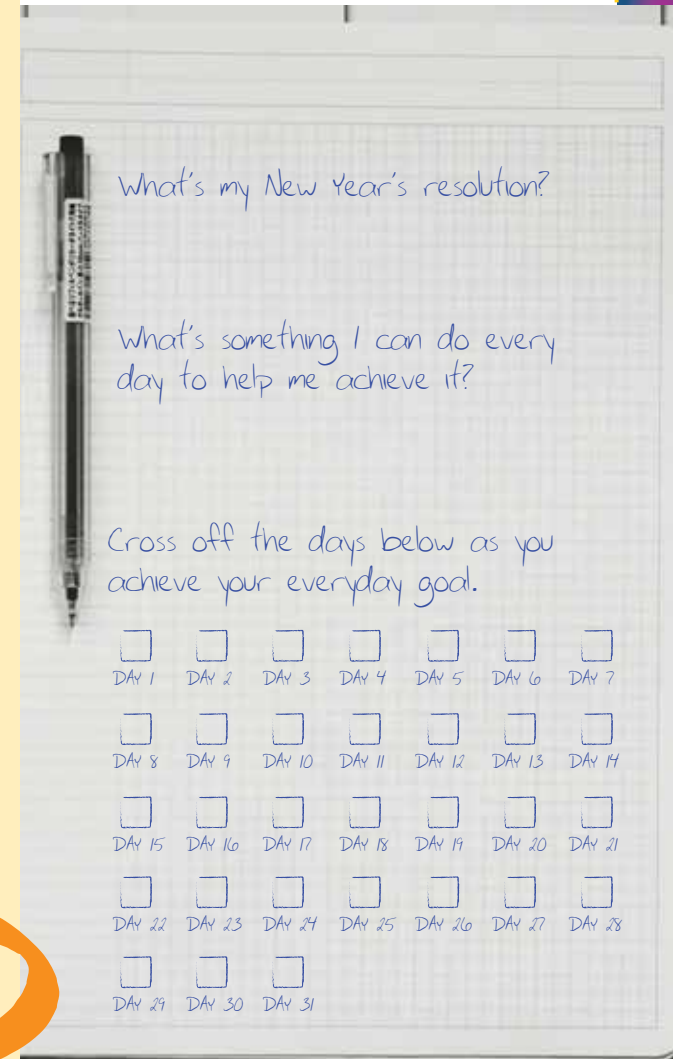 What's my New Year's resolution?
What's something I can do every
day to help me achieve it?
Cross off the days below as you
achieve your everyday goal.
DAY 1 DAY 2 DAY 3 DAY 4 DAY 5 DAY 6 DAY 7
DAY 8 DAY 9 DAY 10 DAY 11 DAY 12 DAY 13 DAY 14
DAY 15 DAY 16 DAY 17 DAY 18 DAY 19 DAY 20 DAY 21
DAY 22 DAY 23 DAY 24 DAY 25 DAY 26 DAY 27 DAY 28
DAY 29 DAY 30 DAY 31